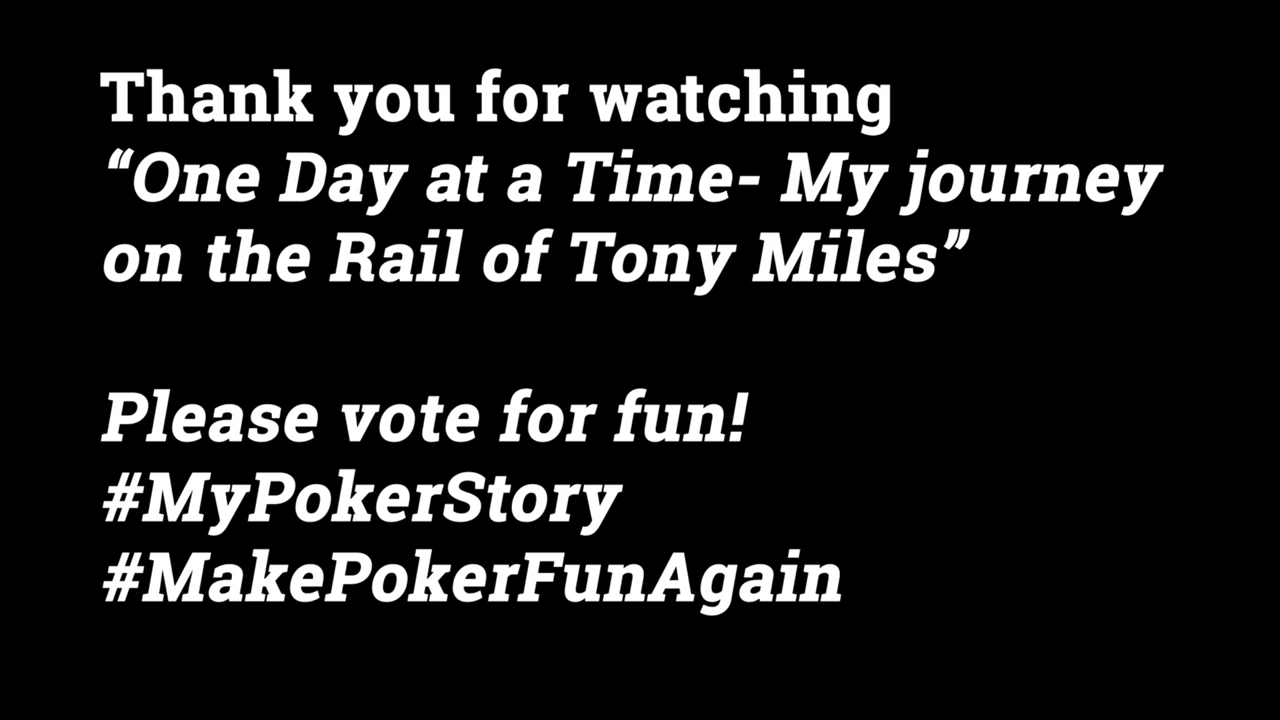 Thank you for watching
“One Day at a Time- My journey
on the Rail of Tony Miles”
Please vote for fun!
#MyPokerStory
#MakePokerFunAgain